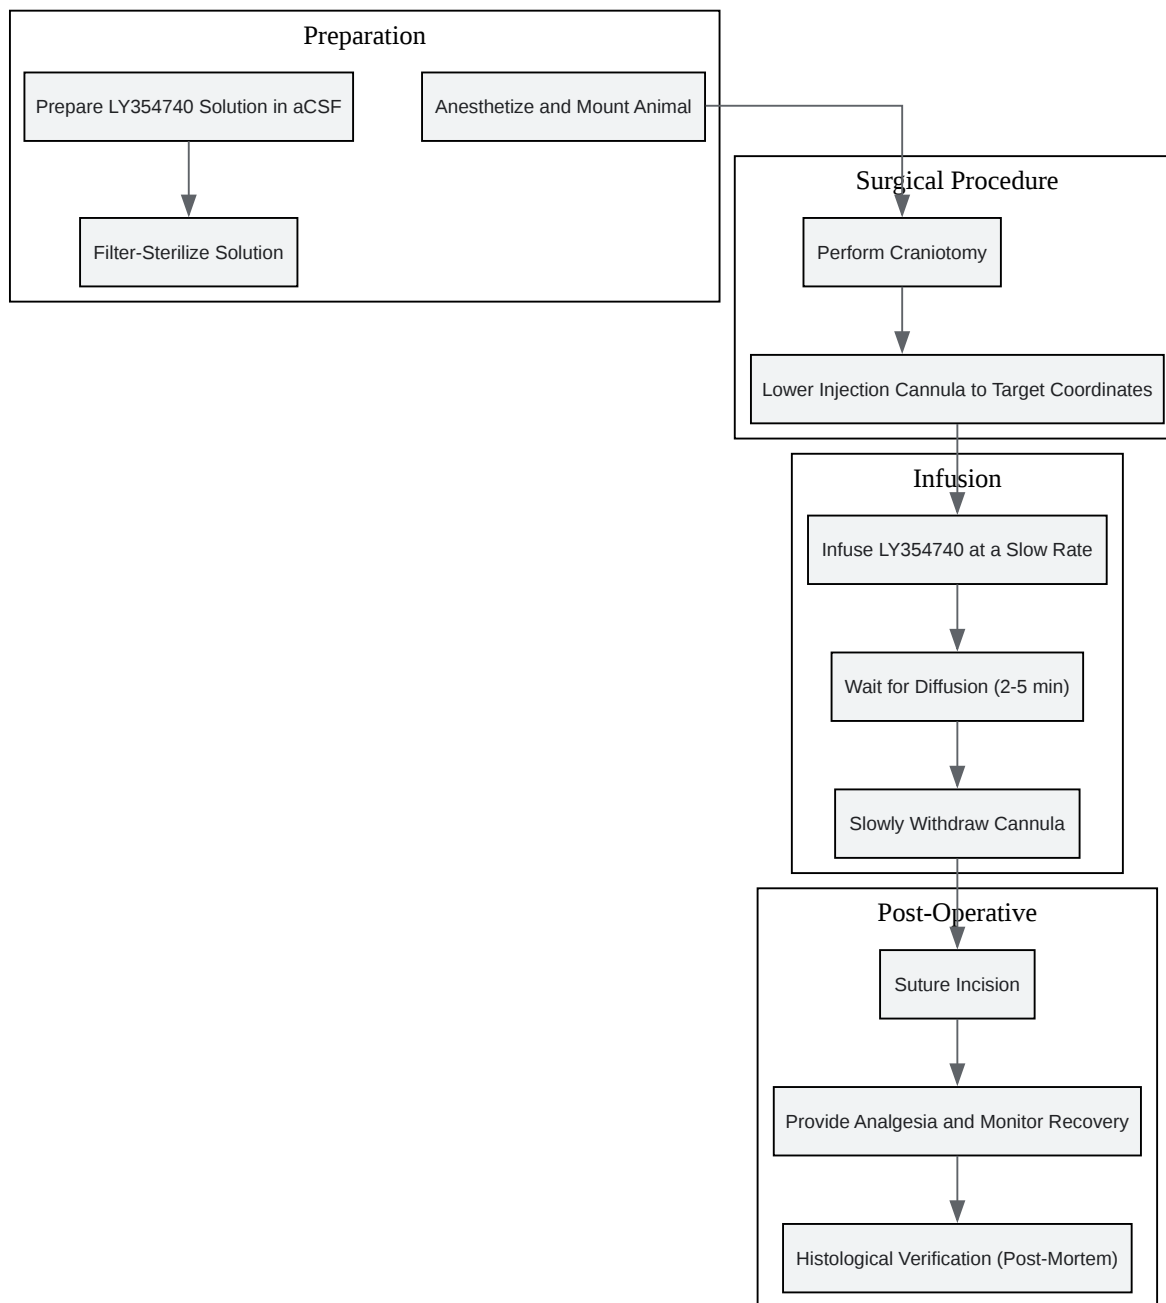 Preparation
Prepare LY354740 Solution in aCSF
Anesthetize and Mount Animal
Filter-Sterilize Solution
Surgical Procedure
Perform Craniotomy
Lower Injection Cannula to Target Coordinates
Infusion
Infuse LY354740 at a Slow Rate
Wait for Diffusion (2-5 min)
Slowly Withdraw Cannula
Post-Operative
Suture Incision
Provide Analgesia and Monitor Recovery
Histological Verification (Post-Mortem)